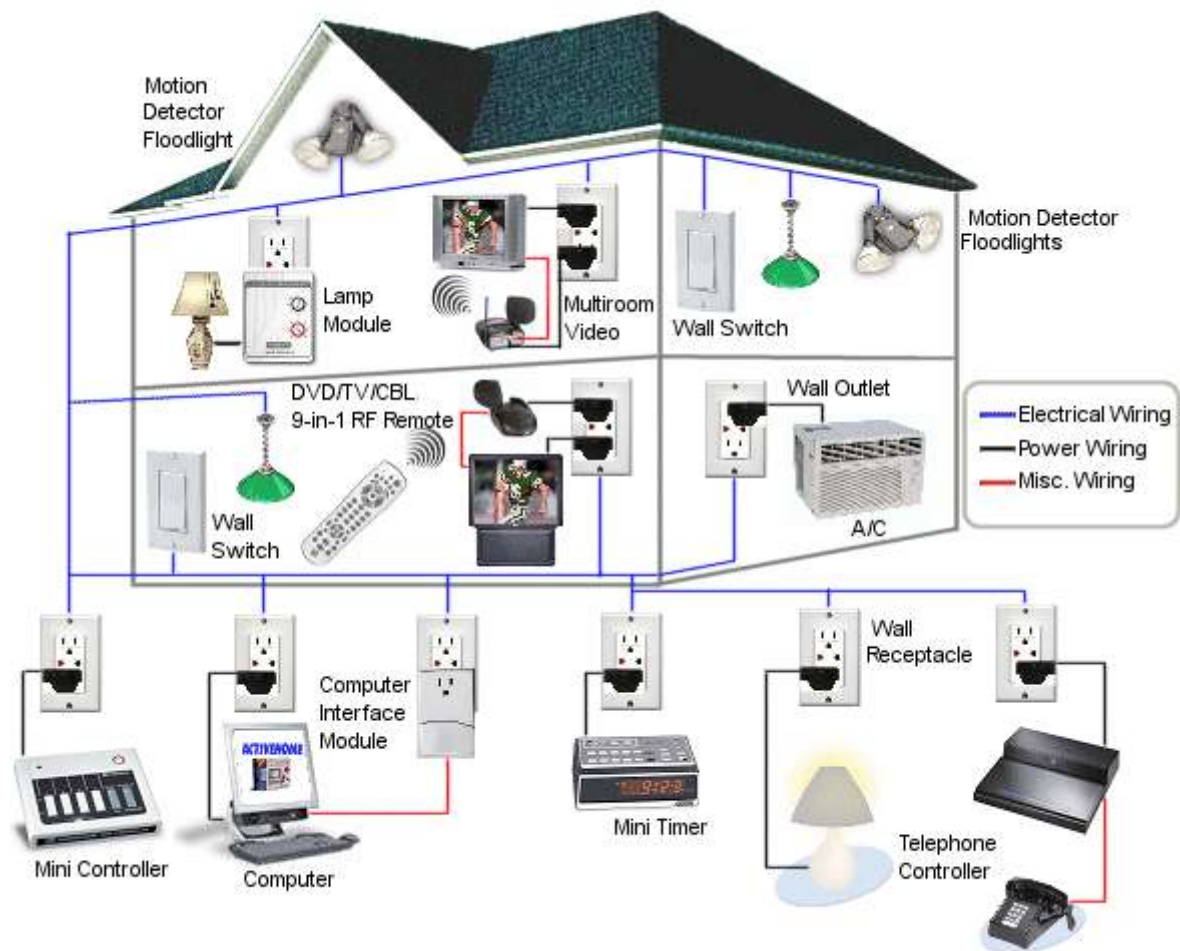 Motion
Detector
Floodlight
Motion Detector
Floodlights
Lamp
Module
Multiroom
Video
Wall Switch
DVD/TV/CBL
9-in-1 RF Remote
Wall Outlet
Electrical Wiring
Power Wiring
Misc. Wiring
Wall
Switch
A/C
Wall
Receptacle
Computer
Interface
Module
ACTIVEHOME
Mini Controller
Computer
Mini Timer
Telephone
Controller